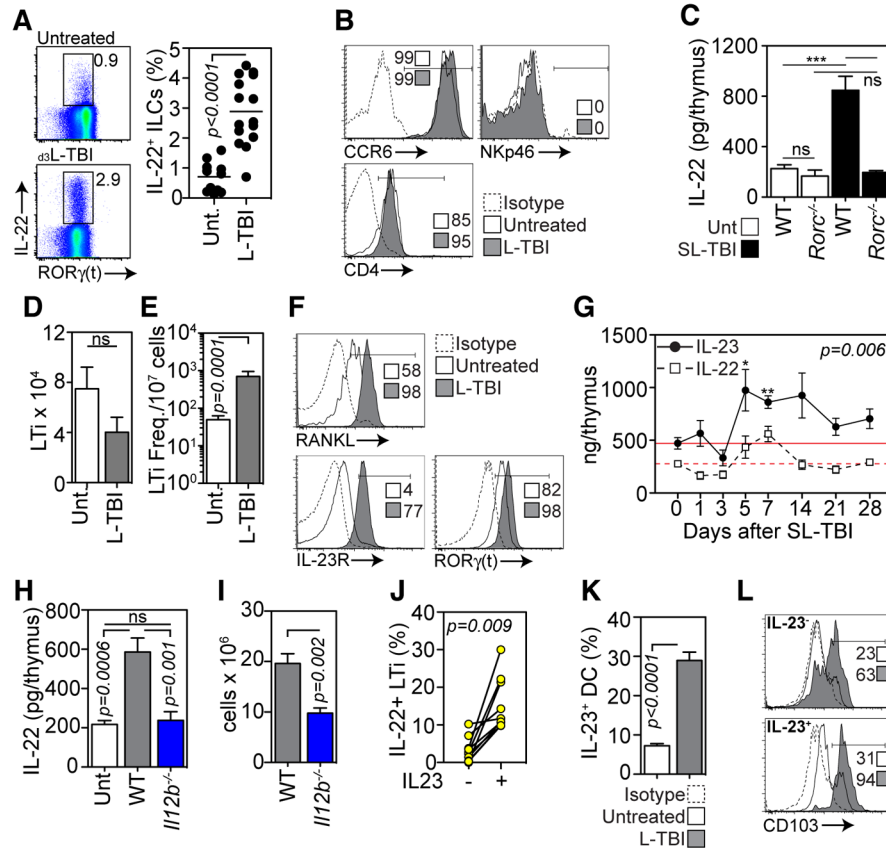 A
Untreated
0.9
d3L-TBI
2.9
IL-22
RORγ(t)
IL-22+ ILCs (%)
5
4
3
2
1
0
p<0.0001
Unt.
L-TBI
B
99
99
CCR6
0
0
NKp46
85
95
CD4
Isotype
Untreated
L-TBI
C
IL-22 (pg/thymus)
1200
800
400
0
***
ns
ns
Unt
SL-TBI
WT
Rorc-/-
WT
Rorc-/-
D
LTi x 10^4
12
8
4
0
ns
Unt.
L-TBI
E
LTi Freq./10^7 cells
10^4
10^3
10^2
10^1
10^0
p=0.0001
Unt.
L-TBI
F
58
98
RANKL
Isotype
Untreated
L-TBI
4
77
IL-23R
82
98
RORγ(t)
G
ng/thymus
1500
1000
500
0
IL-23
IL-22
p=0.006
*
**
0 1 3 5 7 14 21 28
Days after SL-TBI
H
IL-22 (pg/thymus)
800
600
400
200
0
ns
p=0.0006
p=0.001
Unt
WT
Il12b-/-
I
cells x 10^6
30
20
10
0
p=0.002
WT
Il12b-/-
J
IL-22+ LTi (%)
40
30
20
10
0
p=0.009
IL23 - +
K
IL-23+ DC (%)
40
30
20
10
0
p<0.0001
Isotype
Untreated
L-TBI
L
IL-23-
23
63
IL-23+
31
94
CD103